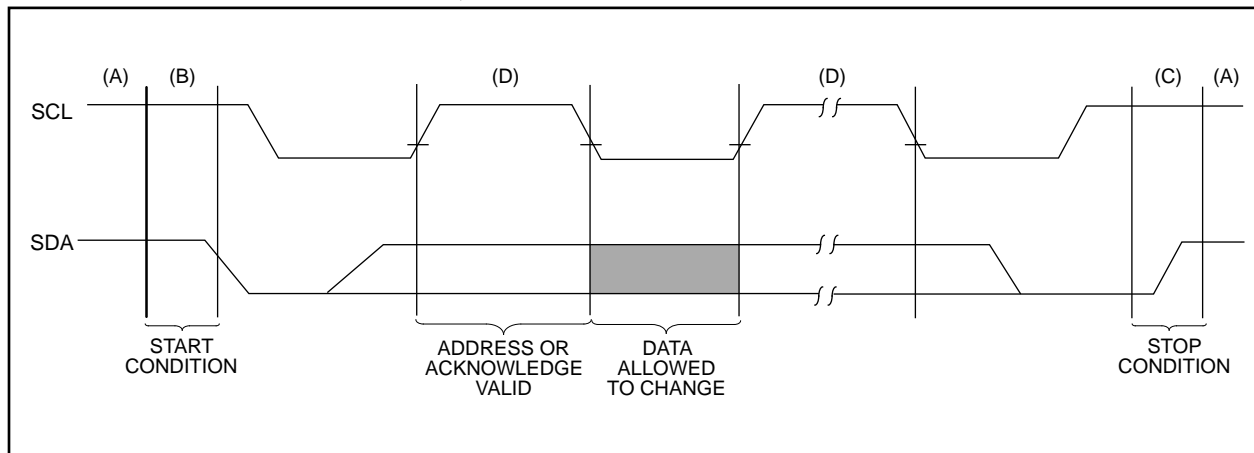 (A) (B) (D) (D) (C) (A)
SCL
SDA
START
CONDITION
ADDRESS OR
ACKNOWLEDGE
VALID
DATA
ALLOWED
TO CHANGE
STOP
CONDITION